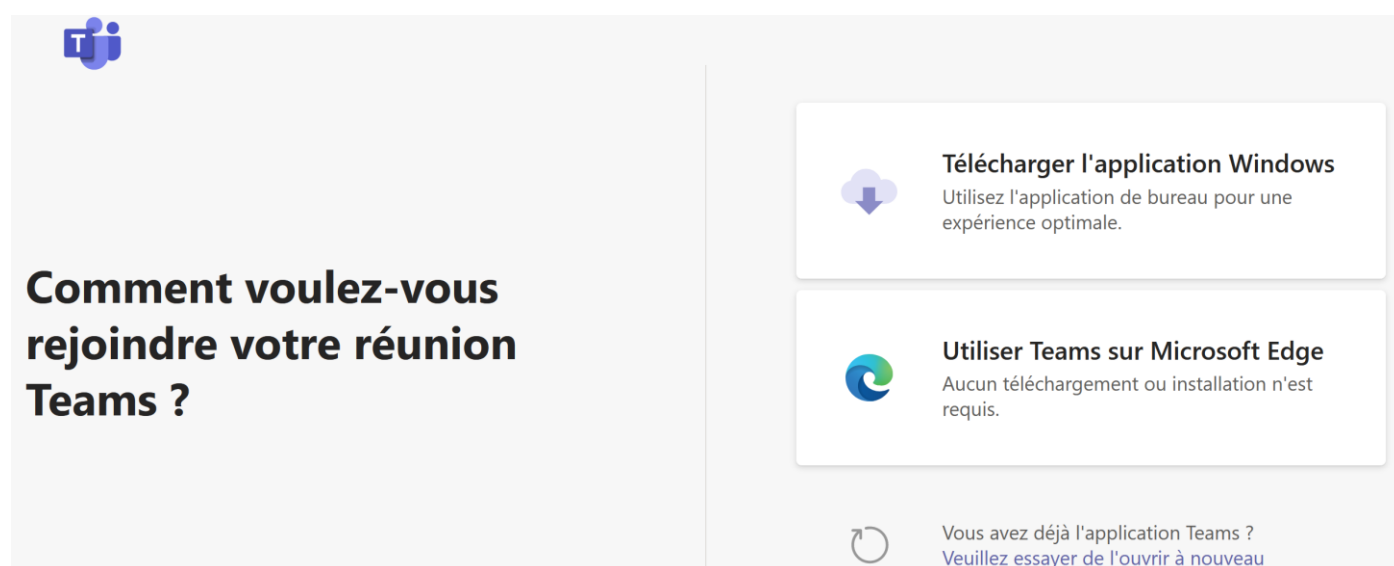 T
Comment voulez-vous
rejoindre votre réunion
Teams ?
Télécharger l'application Windows
Utilisez l'application de bureau pour une
expérience optimale.
Utiliser Teams sur Microsoft Edge
Aucun téléchargement ou installation n'est
requis.
Vous avez déjà l'application Teams ?
Veuillez essayer de l'ouvrir à nouveau